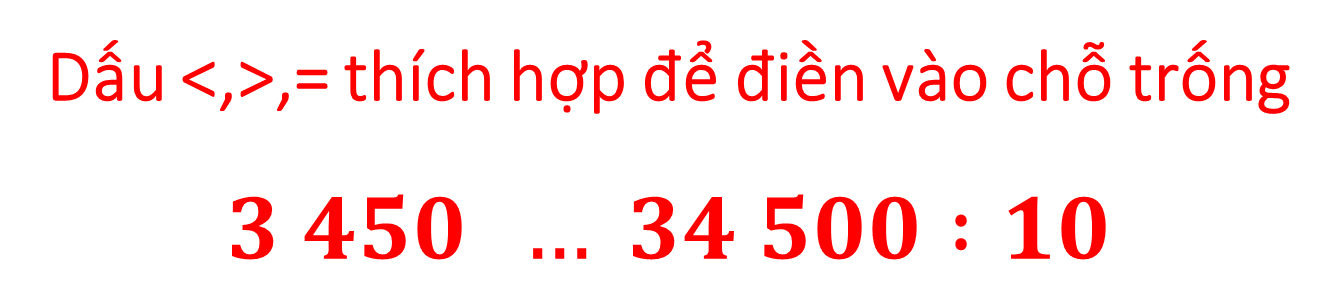 Dấu <,>,= thích hợp để điền vào chỗ trống
3 450 ... 34 500 : 10